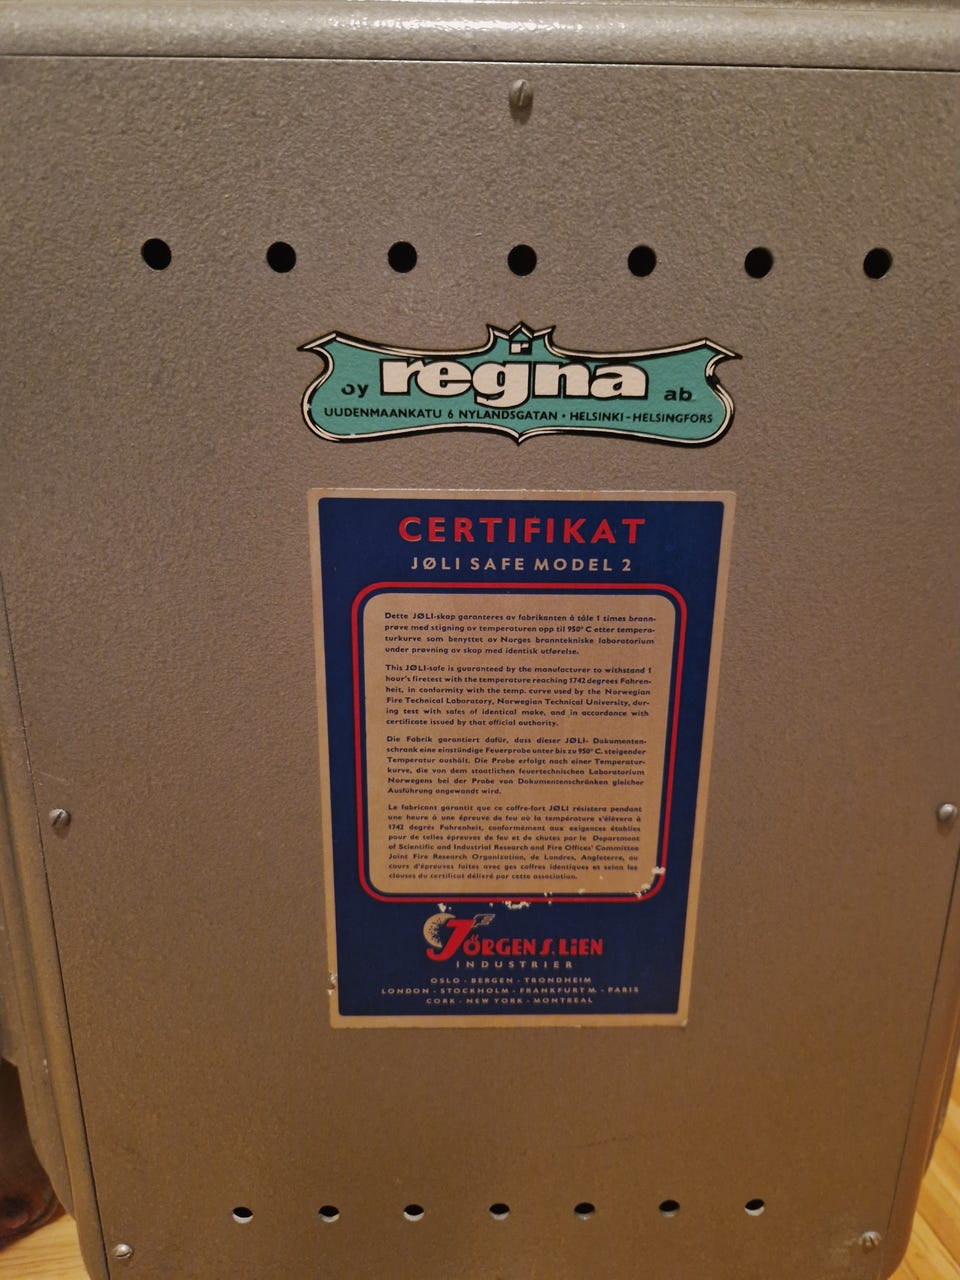 r
oy regna ab
UUDENMAANKATU 6 NYLANDSGATAN · HELSINKI-HELSINGFORS
CERTIFIKAT
JØLI SAFE MODEL 2
Dette JØLI-skap garanteres av fabrikanten å tåle 1 times brann-
prøve med stigning av temperaturen opp til 950° C etter tempera-
turkurve som benyttet av Norges branntekniske laboratorium
under prøvning av skap med identisk utførelse.
This JØLI-safe is guaranteed by the manufacturer to withstand 1
hour's firetest with the temperature reaching 1742 degrees Fahren-
heit, in conformity with the temp. curve used by the Norwegian
Fire Technical Laboratory, Norwegian Technical University, dur-
ing test with safes of identical make, and in accordance with
certificate issued by that official authority.
Die Fabrik garantiert dafür, dass dieser JØLI- Dokumenten-
schrank eine einstündige Feuerprobe unter bis zu 950° C. steigender
Temperatur aushält. Die Probe erfolgt nach einer Temperatur-
kurve, die von dem staatlichen feuertechnischen Laboratorium
Norwegens bei der Probe von Dokumentenschränken gleicher
Ausführung angewandt wird.
Le fabricant garantit que ce coffre-fort JØLI résistera pendant
une heure à une épreuve de feu où la température s'élèvera à
1742 degrés Fahrenheit, conformément aux exigences établies
pour de telles épreuves de feu et de chutes par le Department
of Scientific and Industrial Research and Fire Offices' Committee
Joint Fire Research Organization, de Londres, Angleterre, au
cours d'épreuves faites avec ges coffres identiques et selon les
clauses du certificat délivré par cette association.
JÖRGEN S. LIEN
INDUSTRIER
OSLO - BERGEN - TRONDHEIM
LONDON - STOCKHOLM - FRANKFURT M. - PARIS
CORK - NEW YORK - MONTREAL